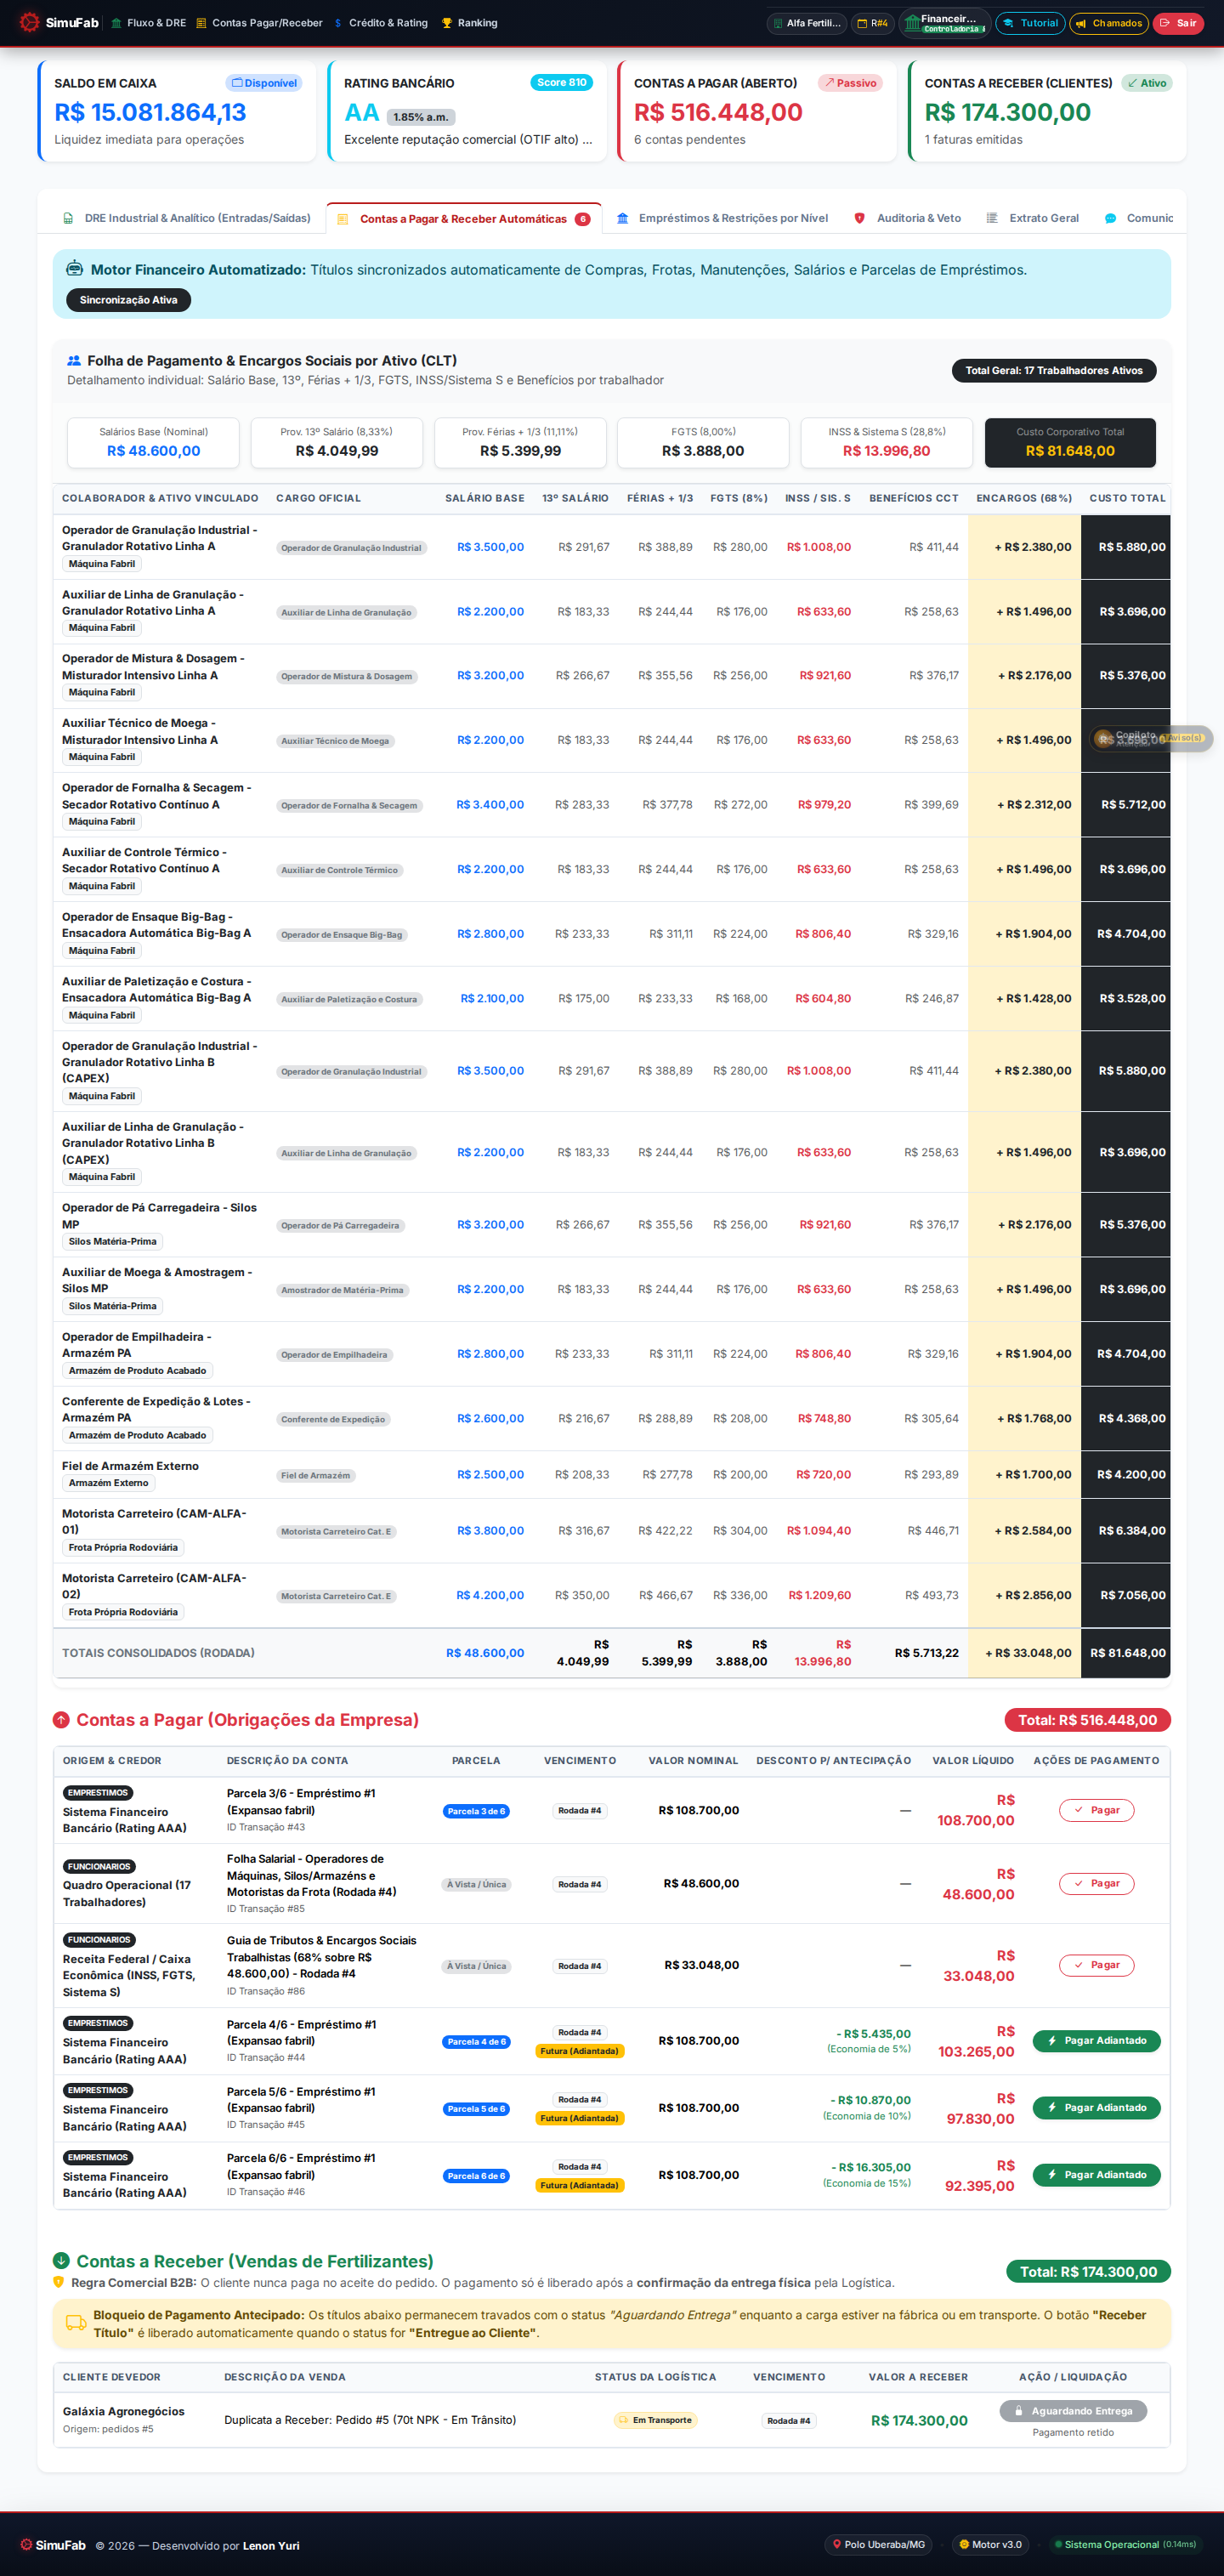 SimuFab Fluxo & DRE Contas Pagar/Receber Crédito & Rating Ranking Alfa Fertili... R#4 Financeir... Tutorial Chamados Sair
SALDO EM CAIXA Disponível
R$ 15.081.864,13
Liquidez imediata para operações
RATING BANCÁRIO Score 810
AA 1.85% a.m.
Excelente reputação comercial (OTIF alto) ...
CONTAS A PAGAR (ABERTO) Passivo
R$ 516.448,00
6 contas pendentes
CONTAS A RECEBER (CLIENTES) Ativo
R$ 174.300,00
1 faturas emitidas
DRE Industrial & Analítico (Entradas/Saídas) Contas a Pagar & Receber Automáticas 6 Empréstimos & Restrições por Nível Auditoria & Veto Extrato Geral Comunic
Motor Financeiro Automatizado: Títulos sincronizados automaticamente de Compras, Frotas, Manutenções, Salários e Parcelas de Empréstimos.
Sincronização Ativa
Folha de Pagamento & Encargos Sociais por Ativo (CLT)
Detalhamento individual: Salário Base, 13º, Férias + 1/3, FGTS, INSS/Sistema S e Benefícios por trabalhador
Total Geral: 17 Trabalhadores Ativos
Salários Base (Nominal) Prov. 13º Salário (8,33%) Prov. Férias + 1/3 (11,11%) FGTS (8,00%) INSS & Sistema S (28,8%) Custo Corporativo Total
R$ 48.600,00 R$ 4.049,99 R$ 5.399,99 R$ 3.888,00 R$ 13.996,80 R$ 81.648,00
COLABORADOR & ATIVO VINCULADO CARGO OFICIAL SALÁRIO BASE 13º SALÁRIO FÉRIAS + 1/3 FGTS (8%) INSS / SIS. S BENEFÍCIOS CCT ENCARGOS (68%) CUSTO TOTAL
Operador de Granulação Industrial -
Granulador Rotativo Linha A
Máquina Fabril
Operador de Granulação Industrial R$ 3.500,00 R$ 291,67 R$ 388,89 R$ 280,00 R$ 1.008,00 R$ 411,44 + R$ 2.380,00 R$ 5.880,00
Auxiliar de Linha de Granulação -
Granulador Rotativo Linha A
Máquina Fabril
Auxiliar de Linha de Granulação R$ 2.200,00 R$ 183,33 R$ 244,44 R$ 176,00 R$ 633,60 R$ 258,63 + R$ 1.496,00 R$ 3.696,00
Operador de Mistura & Dosagem -
Misturador Intensivo Linha A
Máquina Fabril
Operador de Mistura & Dosagem R$ 3.200,00 R$ 266,67 R$ 355,56 R$ 256,00 R$ 921,60 R$ 376,17 + R$ 2.176,00 R$ 5.376,00
Auxiliar Técnico de Moega -
Misturador Intensivo Linha A
Máquina Fabril
Auxiliar Técnico de Moega R$ 2.200,00 R$ 183,33 R$ 244,44 R$ 176,00 R$ 633,60 R$ 258,63 + R$ 1.496,00
Copiloto
Operador de Fornalha & Secagem -
Secador Rotativo Contínuo A
Máquina Fabril
Operador de Fornalha & Secagem R$ 3.400,00 R$ 283,33 R$ 377,78 R$ 272,00 R$ 979,20 R$ 399,69 + R$ 2.312,00 R$ 5.712,00
Auxiliar de Controle Térmico -
Secador Rotativo Contínuo A
Máquina Fabril
Auxiliar de Controle Térmico R$ 2.200,00 R$ 183,33 R$ 244,44 R$ 176,00 R$ 633,60 R$ 258,63 + R$ 1.496,00 R$ 3.696,00
Operador de Ensaque Big-Bag -
Ensacadora Automática Big-Bag A
Máquina Fabril
Operador de Ensaque Big-Bag R$ 2.800,00 R$ 233,33 R$ 311,11 R$ 224,00 R$ 806,40 R$ 329,16 + R$ 1.904,00 R$ 4.704,00
Auxiliar de Paletização e Costura -
Ensacadora Automática Big-Bag A
Máquina Fabril
Auxiliar de Paletização e Costura R$ 2.100,00 R$ 175,00 R$ 233,33 R$ 168,00 R$ 604,80 R$ 246,87 + R$ 1.428,00 R$ 3.528,00
Operador de Granulação Industrial -
Granulador Rotativo Linha B
(CAPEX)
Máquina Fabril
Operador de Granulação Industrial R$ 3.500,00 R$ 291,67 R$ 388,89 R$ 280,00 R$ 1.008,00 R$ 411,44 + R$ 2.380,00 R$ 5.880,00
Auxiliar de Linha de Granulação -
Granulador Rotativo Linha B
(CAPEX)
Máquina Fabril
Auxiliar de Linha de Granulação R$ 2.200,00 R$ 183,33 R$ 244,44 R$ 176,00 R$ 633,60 R$ 258,63 + R$ 1.496,00 R$ 3.696,00
Operador de Pá Carregadeira - Silos
MP
Silos Matéria-Prima
Operador de Pá Carregadeira R$ 3.200,00 R$ 266,67 R$ 355,56 R$ 256,00 R$ 921,60 R$ 376,17 + R$ 2.176,00 R$ 5.376,00
Auxiliar de Moega & Amostragem -
Silos MP
Silos Matéria-Prima
Amostrador de Matéria-Prima R$ 2.200,00 R$ 183,33 R$ 244,44 R$ 176,00 R$ 633,60 R$ 258,63 + R$ 1.496,00 R$ 3.696,00
Operador de Empilhadeira -
Armazém PA
Armazém de Produto Acabado
Operador de Empilhadeira R$ 2.800,00 R$ 233,33 R$ 311,11 R$ 224,00 R$ 806,40 R$ 329,16 + R$ 1.904,00 R$ 4.704,00
Conferente de Expedição & Lotes -
Armazém PA
Armazém de Produto Acabado
Conferente de Expedição R$ 2.600,00 R$ 216,67 R$ 288,89 R$ 208,00 R$ 748,80 R$ 305,64 + R$ 1.768,00 R$ 4.368,00
Fiel de Armazém Externo
Armazém Externo
Fiel de Armazém R$ 2.500,00 R$ 208,33 R$ 277,78 R$ 200,00 R$ 720,00 R$ 293,89 + R$ 1.700,00 R$ 4.200,00
Motorista Carreteiro (CAM-ALFA-
01)
Frota Própria Rodoviária
Motorista Carreteiro Cat. E R$ 3.800,00 R$ 316,67 R$ 422,22 R$ 304,00 R$ 1.094,40 R$ 446,71 + R$ 2.584,00 R$ 6.384,00
Motorista Carreteiro (CAM-ALFA-
02)
Frota Própria Rodoviária
Motorista Carreteiro Cat. E R$ 4.200,00 R$ 350,00 R$ 466,67 R$ 336,00 R$ 1.209,60 R$ 493,73 + R$ 2.856,00 R$ 7.056,00
TOTAIS CONSOLIDADOS (RODADA) R$ 48.600,00 R$ 4.049,99 R$ 5.399,99 R$ 3.888,00 R$ 13.996,80 R$ 5.713,22 + R$ 33.048,00 R$ 81.648,00
Contas a Pagar (Obrigações da Empresa) Total: R$ 516.448,00
ORIGEM & CREDOR DESCRIÇÃO DA CONTA PARCELA VENCIMENTO VALOR NOMINAL DESCONTO P/ ANTECIPAÇÃO VALOR LÍQUIDO AÇÕES DE PAGAMENTO
EMPRESTIMOS
Sistema Financeiro
Bancário (Rating AAA)
Parcela 3/6 - Empréstimo #1
(Expansao fabril)
ID Transação #43
Parcela 3 de 6 Rodada #4 R$ 108.700,00 — R$ 108.700,00 Pagar
FUNCIONARIOS
Quadro Operacional (17
Trabalhadores)
Folha Salarial - Operadores de
Máquinas, Silos/Armazéns e
Motoristas da Frota (Rodada #4)
ID Transação #85
À Vista / Única Rodada #4 R$ 48.600,00 — R$ 48.600,00 Pagar
FUNCIONARIOS
Receita Federal / Caixa
Econômica (INSS, FGTS,
Sistema S)
Guia de Tributos & Encargos Sociais
Trabalhistas (68% sobre R$
48.600,00) - Rodada #4
ID Transação #86
À Vista / Única Rodada #4 R$ 33.048,00 — R$ 33.048,00 Pagar
EMPRESTIMOS
Sistema Financeiro
Bancário (Rating AAA)
Parcela 4/6 - Empréstimo #1
(Expansao fabril)
ID Transação #44
Parcela 4 de 6 Rodada #4 Futura (Adiantada) R$ 108.700,00 - R$ 5.435,00 (Economia de 5%) R$ 103.265,00 Pagar Adiantado
EMPRESTIMOS
Sistema Financeiro
Bancário (Rating AAA)
Parcela 5/6 - Empréstimo #1
(Expansao fabril)
ID Transação #45
Parcela 5 de 6 Rodada #4 Futura (Adiantada) R$ 108.700,00 - R$ 10.870,00 (Economia de 10%) R$ 97.830,00 Pagar Adiantado
EMPRESTIMOS
Sistema Financeiro
Bancário (Rating AAA)
Parcela 6/6 - Empréstimo #1
(Expansao fabril)
ID Transação #46
Parcela 6 de 6 Rodada #4 Futura (Adiantada) R$ 108.700,00 - R$ 16.305,00 (Economia de 15%) R$ 92.395,00 Pagar Adiantado
Contas a Receber (Vendas de Fertilizantes)
Regra Comercial B2B: O cliente nunca paga no aceite do pedido. O pagamento só é liberado após a confirmação da entrega física pela Logística.
Total: R$ 174.300,00
Bloqueio de Pagamento Antecipado: Os títulos abaixo permanecem travados com o status "Aguardando Entrega" enquanto a carga estiver na fábrica ou em transporte. O botão "Receber
Título" é liberado automaticamente quando o status for "Entregue ao Cliente".
CLIENTE DEVEDOR DESCRIÇÃO DA VENDA STATUS DA LOGÍSTICA VENCIMENTO VALOR A RECEBER AÇÃO / LIQUIDAÇÃO
Galáxia Agronegócios
Origem: pedidos #5
Duplicata a Receber: Pedido #5 (70t NPK - Em Trânsito) Em Transporte Rodada #4 R$ 174.300,00 Aguardando Entrega
Pagamento retido
SimuFab © 2026 — Desenvolvido por Lenon Yuri Polo Uberaba/MG Motor v3.0 Sistema Operacional (0.14ms)